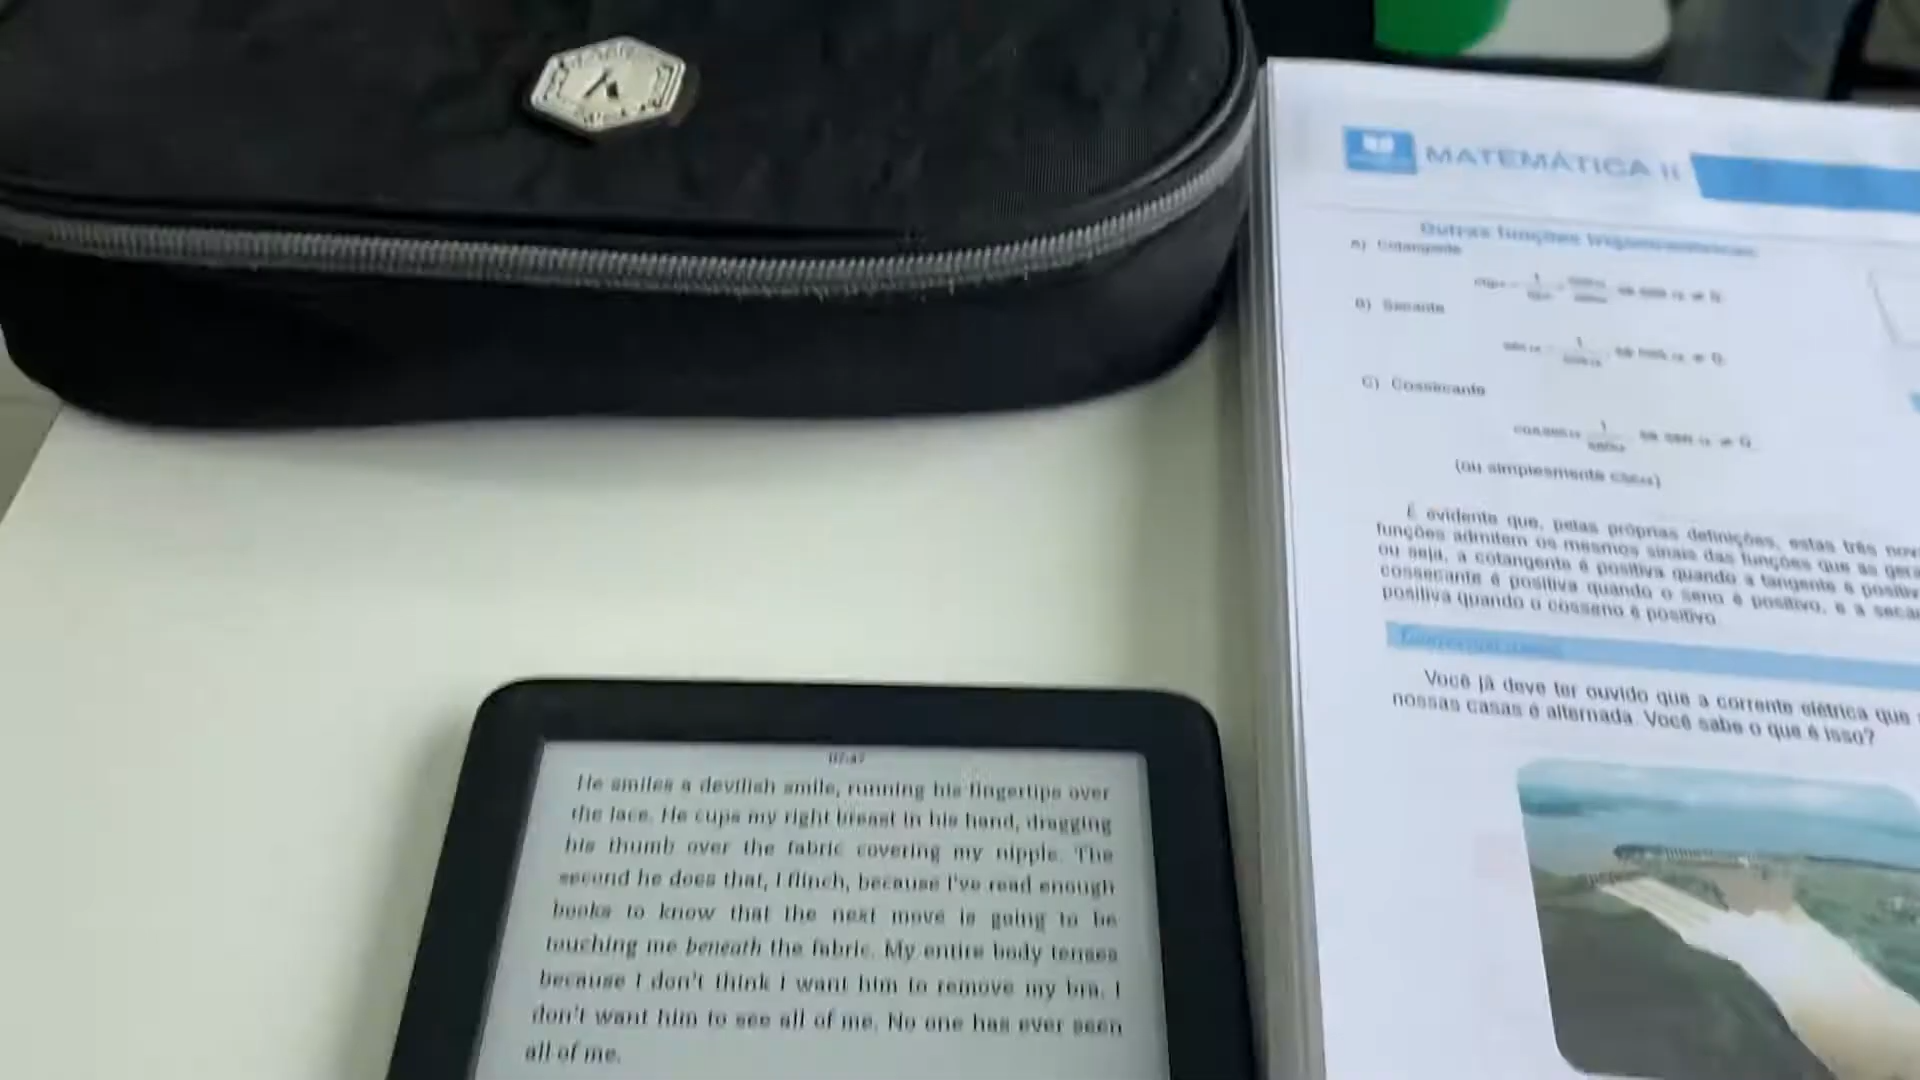 MATEMÁTICA II
Outras funções trigonométricas
A) Cotangente
B) Secante
C) Cossecante
(ou simplesmente
É evidente que, pelas próprias definições, estas três
funções admitem os mesmos sinais das funções que as
ou seja, a cotangente é positiva quando a tangente é
cossecante é positiva quando o seno é positivo, e a
positiva quando o cosseno é positivo.
Você já deve ter ouvido que a corrente elétrica que
nossas casas é alternada. Você sabe o que é isso?
07:47
He smiles a devilish smile, running his fingertips over
the lace. He cups my right breast in his hand, dragging
his thumb over the fabric covering my nipple. The
second he does that, I flinch, because I've read enough
books to know that the next move is going to be
touching me beneath the fabric. My entire body tenses
because I don't think I want him to remove my bra. I
don't want him to see all of me. No one has ever seen
all of me.